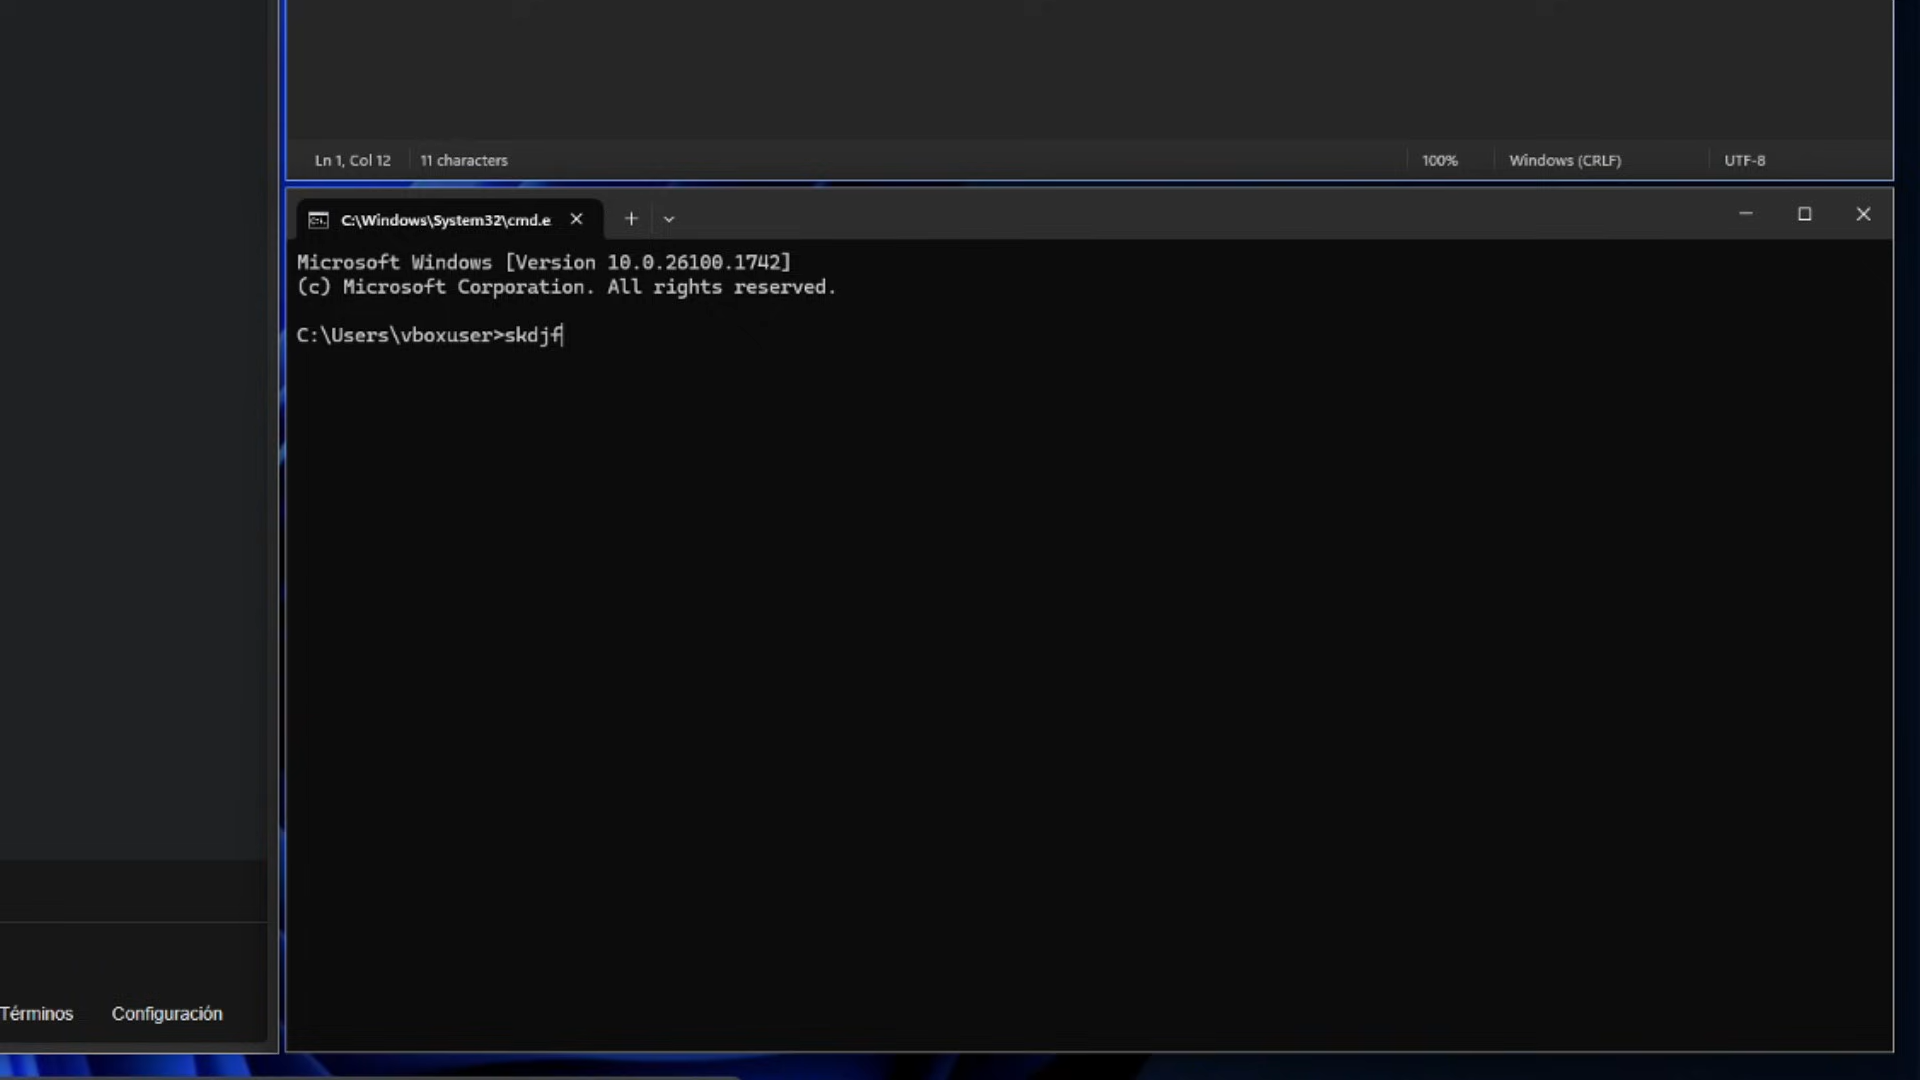 Ln 1, Col 12
11 characters
100%
Windows (CRLF)
UTF-8
C:\Windows\System32\cmd.e
Microsoft Windows [Version 10.0.26100.1742]
(c) Microsoft Corporation. All rights reserved.
C:\Users\vboxuser>skdjf
Términos
Configuración